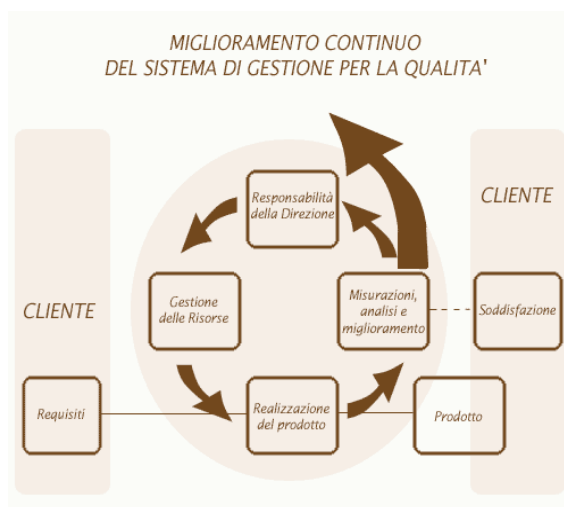 MIGLIORAMENTO CONTINUO
DEL SISTEMA DI GESTIONE PER LA QUALITA'
CLIENTE
Responsabilità
della Direzione
CLIENTE
Gestione
delle Risorse
Misurazioni,
analisi e
miglioramento
Soddisfazione
Requisiti
Realizzazione
del prodotto
Prodotto